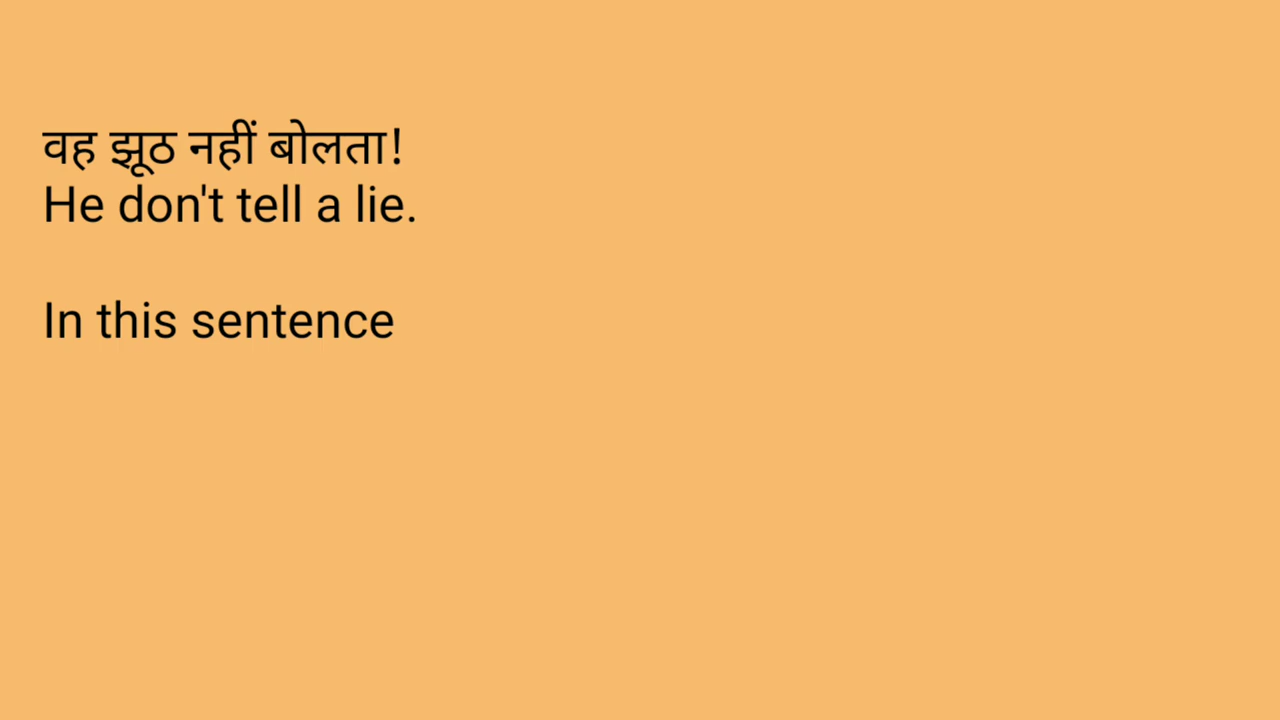 वह झूठ नहीं बोलता!
He don't tell a lie.
In this sentence